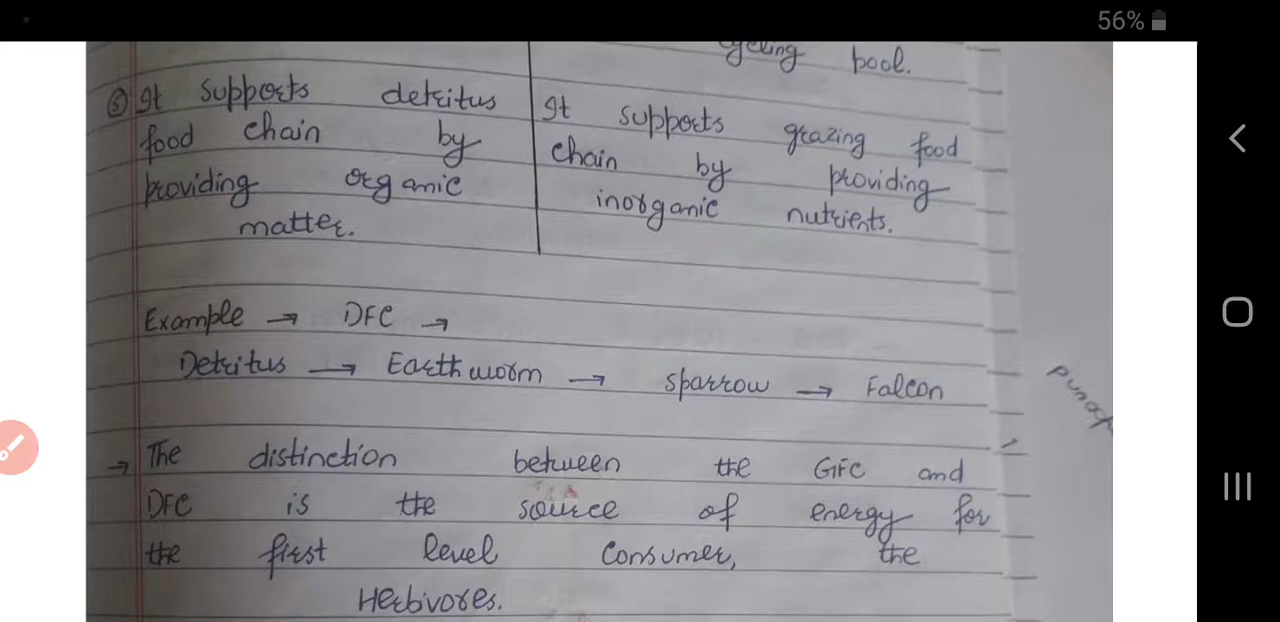 56%
cycling pool.
⑤ It supports detritus
food chain by
providing organic
matter.
It supports grazing food
chain by providing
inorganic nutrients.
Example → DFC →
Detritus → Earthworm → Sparrow → Falcon
→ The distinction between the GFC and
DFC is the source of energy for
the first level consumer, the
Herbivores.